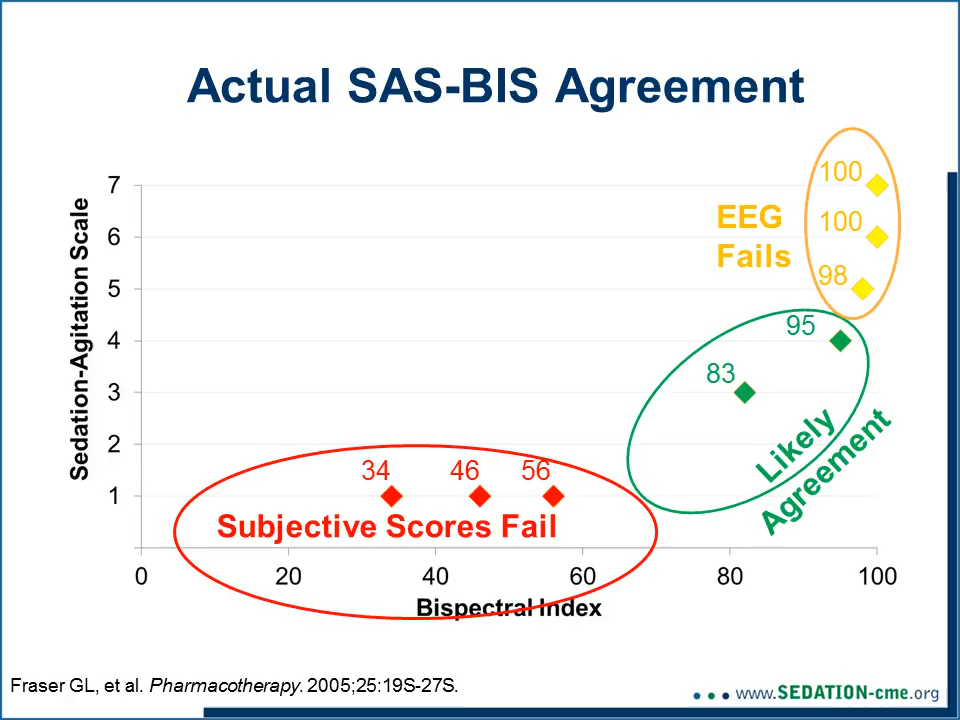 Actual SAS-BIS Agreement
Sedation-Agitation Scale
7
6
5
4
3
2
1
100
100
98
EEG
Fails
95
83
Likely
Agreement
34 46 56
Subjective Scores Fail
0 20 40 60 80 100
Bispectral Index
Fraser GL, et al. Pharmacotherapy. 2005;25:19S-27S.
www.SEDATION-cme.org